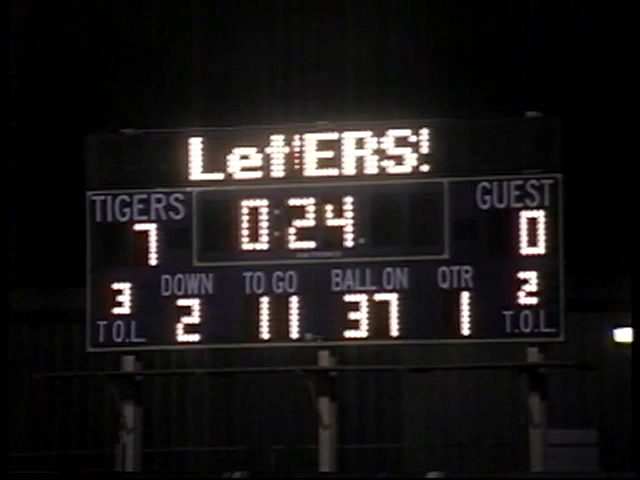 Let'ERS!
TIGERS 0:24 GUEST
7 0
3 DOWN TO GO BALL ON QTR 2
T.O.L. 2 11 37 1 T.O.L.